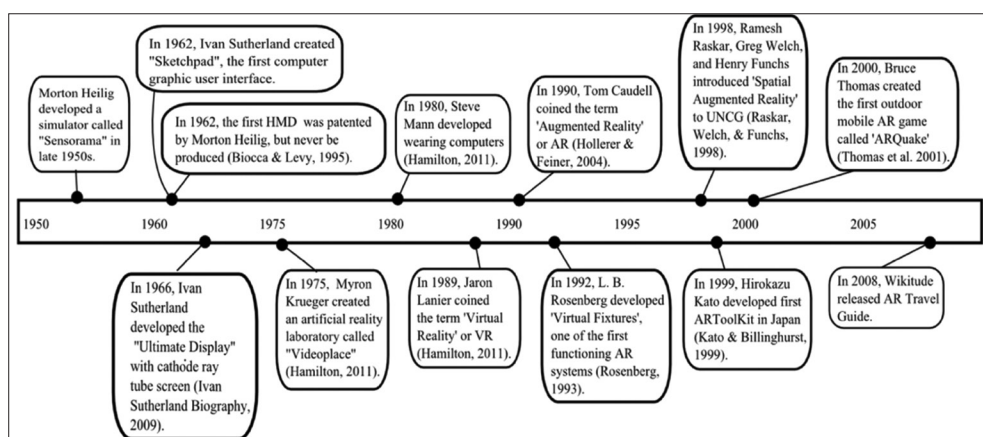 Morton Heilig
developed a
simulator called
"Sensorama" in
late 1950s.
In 1962, Ivan Sutherland created
"Sketchpad", the first computer
graphic user interface.
In 1962, the first HMD was patented
by Morton Heilig, but never be
produced (Biocca & Levy, 1995).
In 1980, Steve
Mann developed
wearing computers
(Hamilton, 2011).
In 1990, Tom Caudell
coined the term
'Augmented Reality'
or AR (Hollerer &
Feiner, 2004).
In 1998, Ramesh
Raskar, Greg Welch,
and Henry Funchs
introduced 'Spatial
Augmented Reality'
to UNCG (Raskar,
Welch, & Funchs,
1998).
In 2000, Bruce
Thomas created
the first outdoor
mobile AR game
called 'ARQuake'
(Thomas et al. 2001).
1950 1960 1975 1980 1990 1995 2000 2005
In 1966, Ivan
Sutherland
developed the
"Ultimate Display"
with cathode ray
tube screen (Ivan
Sutherland Biography,
2009).
In 1975, Myron
Krueger created
an artificial reality
laboratory called
"Videoplace"
(Hamilton, 2011).
In 1989, Jaron
Lanier coined
the term 'Virtual
Reality' or VR
(Hamilton, 2011).
In 1992, L. B.
Rosenberg developed
'Virtual Fixtures',
one of the first
functioning AR
systems (Rosenberg,
1993).
In 1999, Hirokazu
Kato developed first
ARToolKit in Japan
(Kato & Billinghurst,
1999).
In 2008, Wikitude
released AR Travel
Guide.